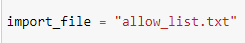 import_file = "allow_list.txt"